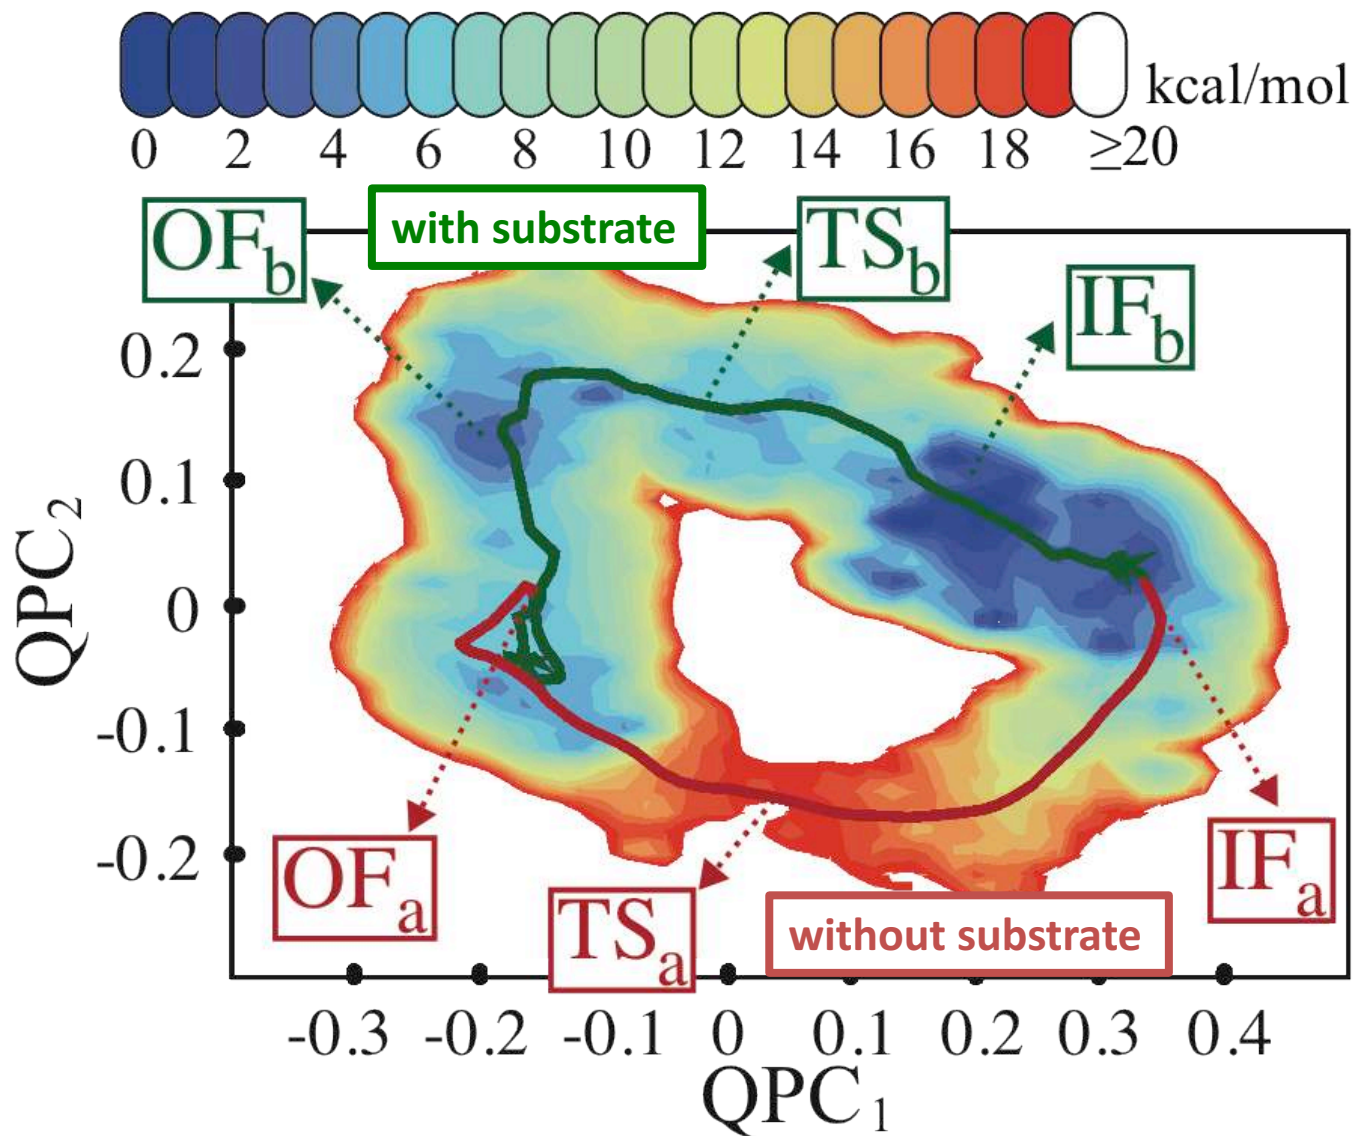 kcal/mol
0 2 4 6 8 10 12 14 16 18 ≥20
OFb with substrate TSb
IFb
0.2
0.1
0
-0.1
-0.2
QPC2
OFa TSa IFa
without substrate
-0.3 -0.2 -0.1 0 0.1 0.2 0.3 0.4
QPC1